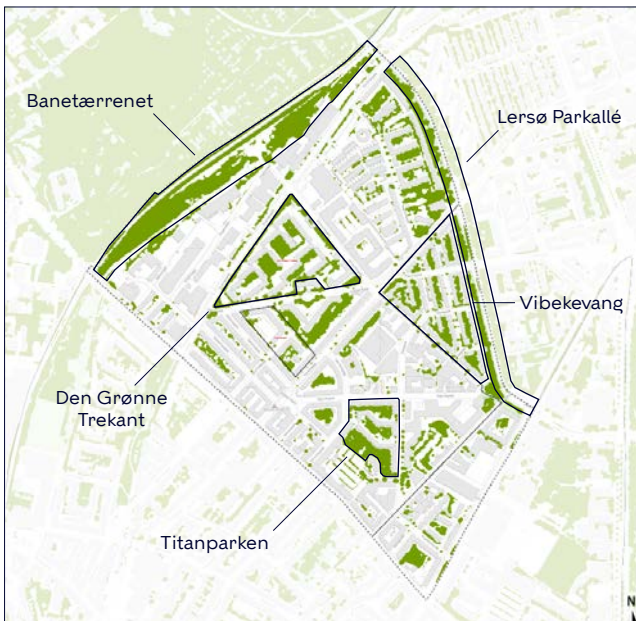 Banetærrenet
Lersø Parkallé
Vibekevang
Den Grønne
Trekant
Titanparken
N